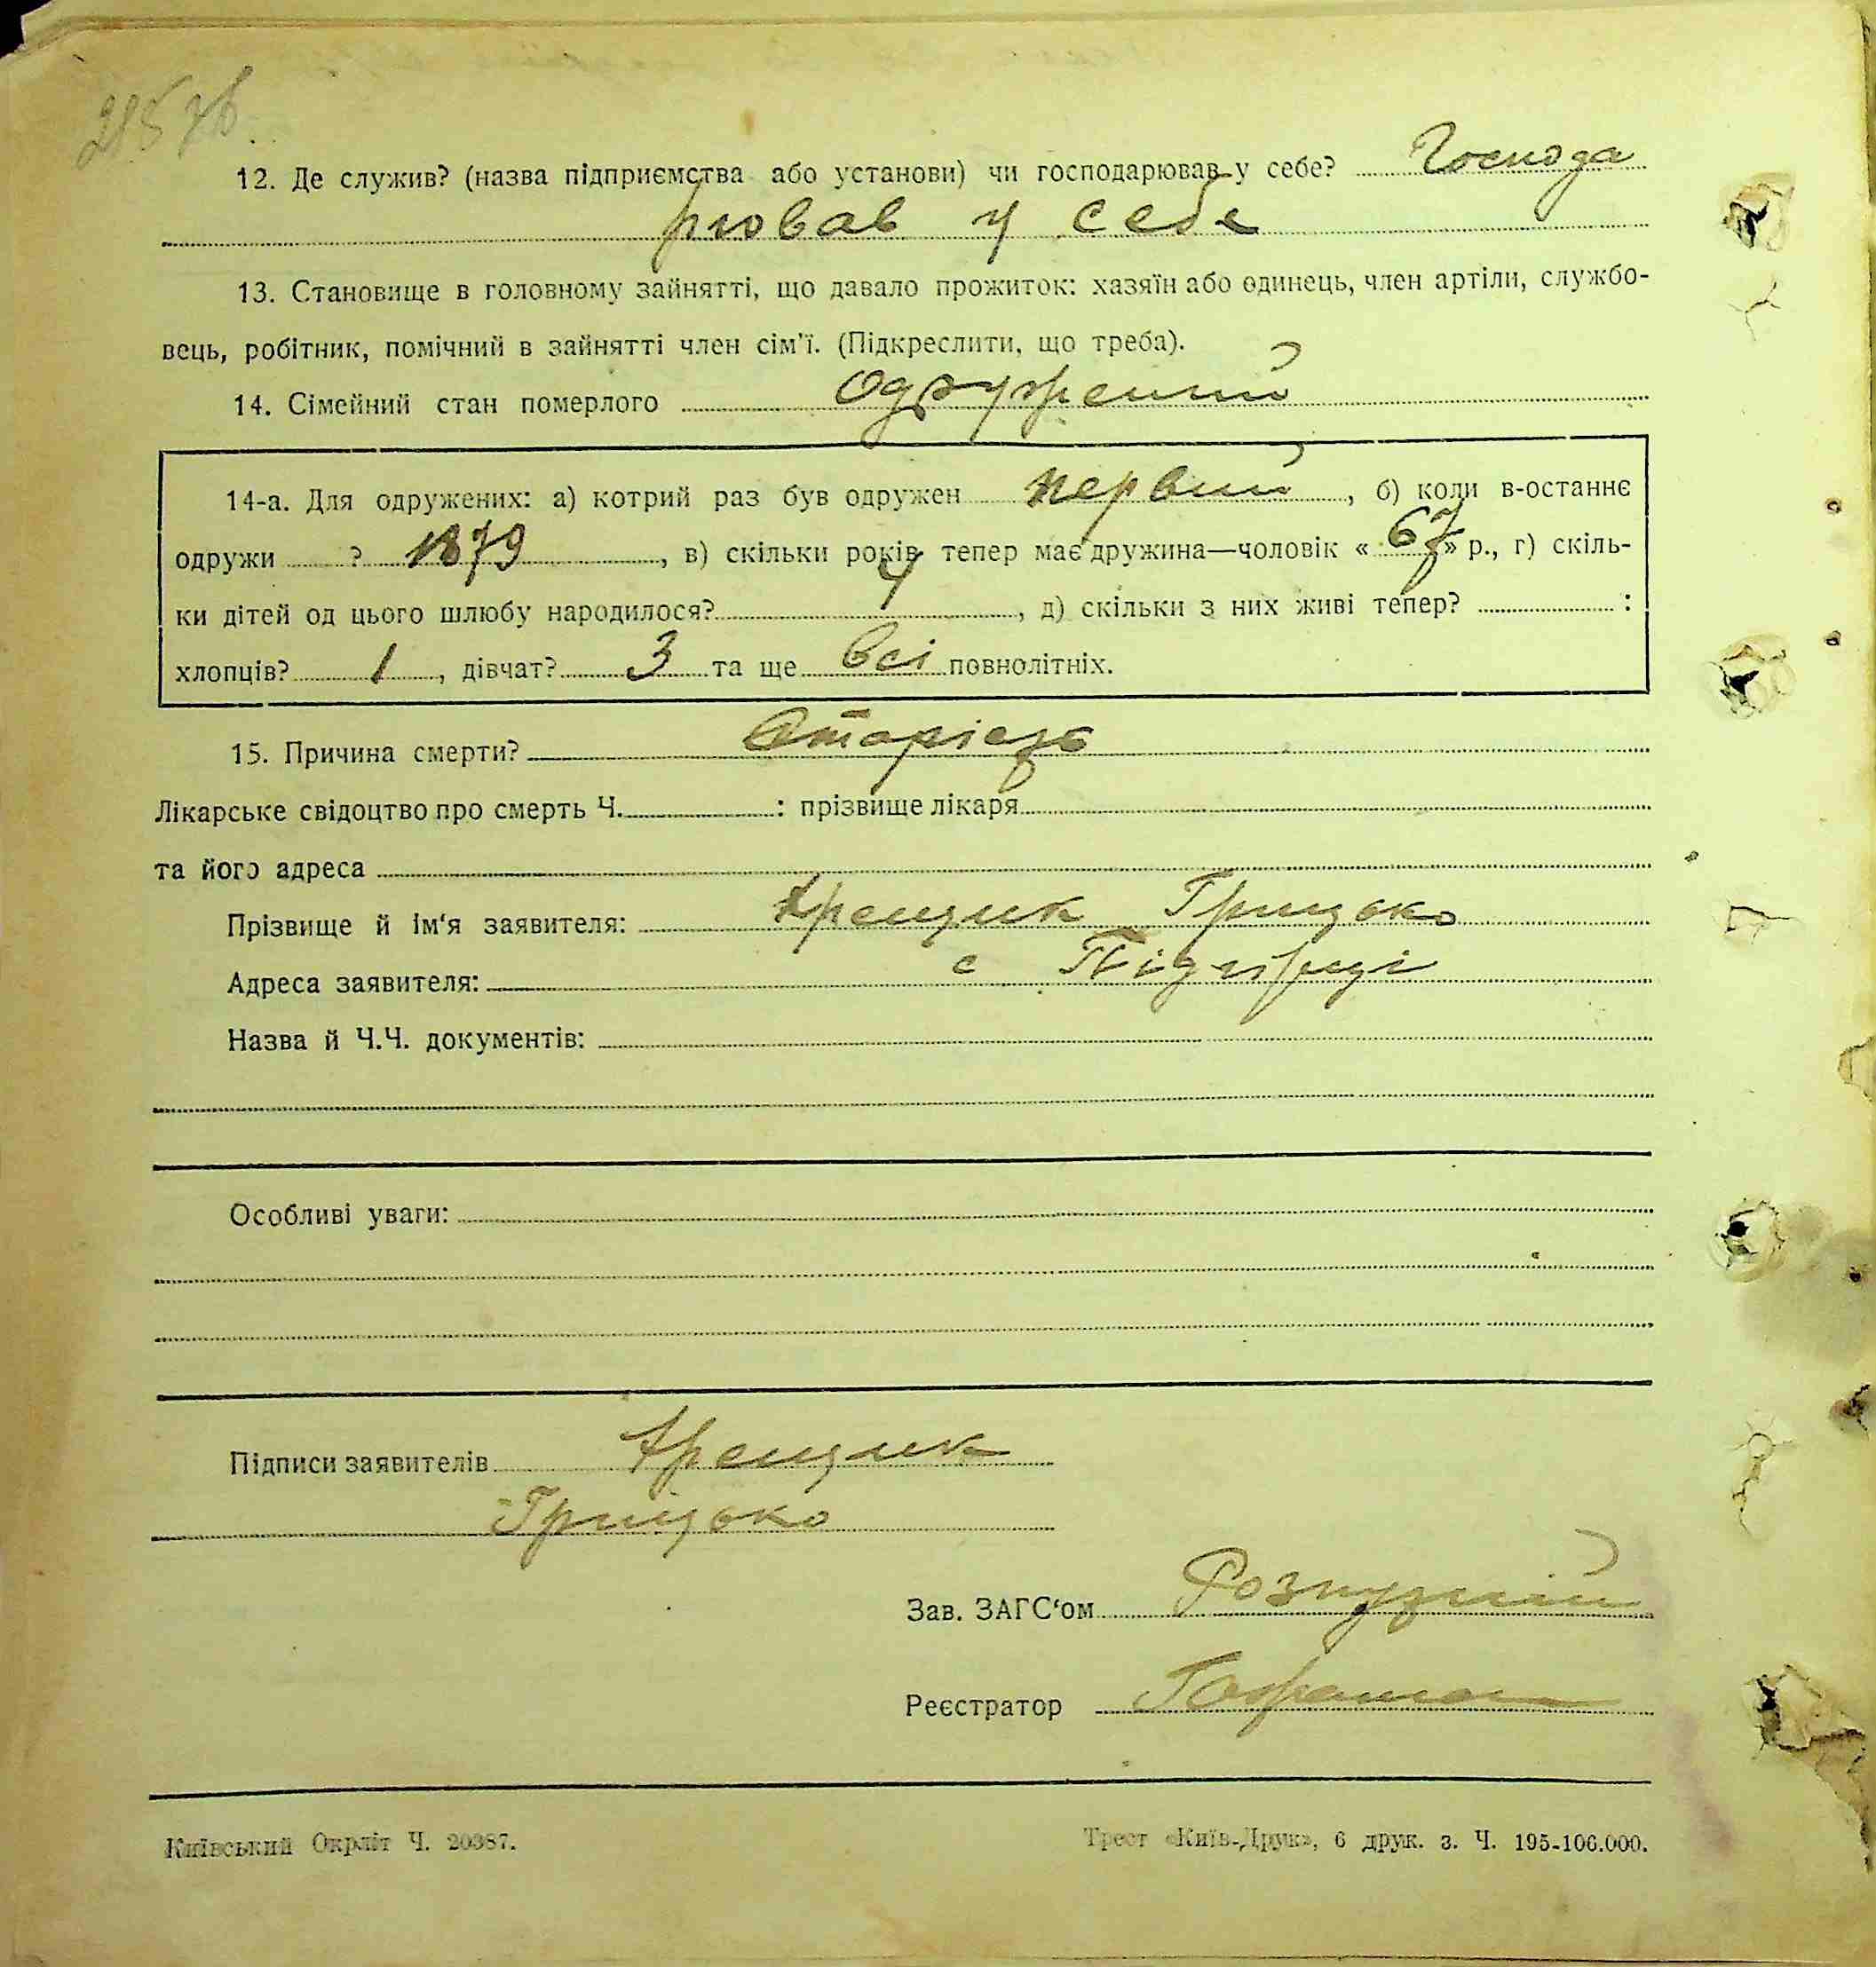 285 зв.
12. Де служив? (назва підприємства або установи) чи господарював у себе? Господа
рював у себе
13. Становище в головному зайнятті, що давало прожиток: хазяїн або одинець, член артіли, службо-
вець, робітник, помічний в зайнятті член сім'ї. (Підкреслити, що треба).
14. Сімейний стан померлого одружений
14-а. Для одружених: а) котрий раз був одружен первий, б) коли в-останнє
одружи ? 1879, в) скільки років тепер має дружина—чоловік « 67 » р., г) скіль-
ки дітей од цього шлюбу народилося? 4, д) скільки з них живі тепер? :
хлопців? 1, дівчат? 3 та ще всі повнолітніх.
15. Причина смерти? Старість
Лікарське свідоцтво про смерть Ч. : прізвище лікаря
та його адреса
Прізвище й Ім'я заявителя: Грицько
Адреса заявителя: с Підгірці
Назва й Ч.Ч. документів:
Особливі уваги:
Підписи заявителів
Грицько
Зав. ЗАГС'ом
Реєстратор
Київський Окрліт Ч. 20387.
Трест «Київ-Друк», 6 друк. з. Ч. 195-106.000.